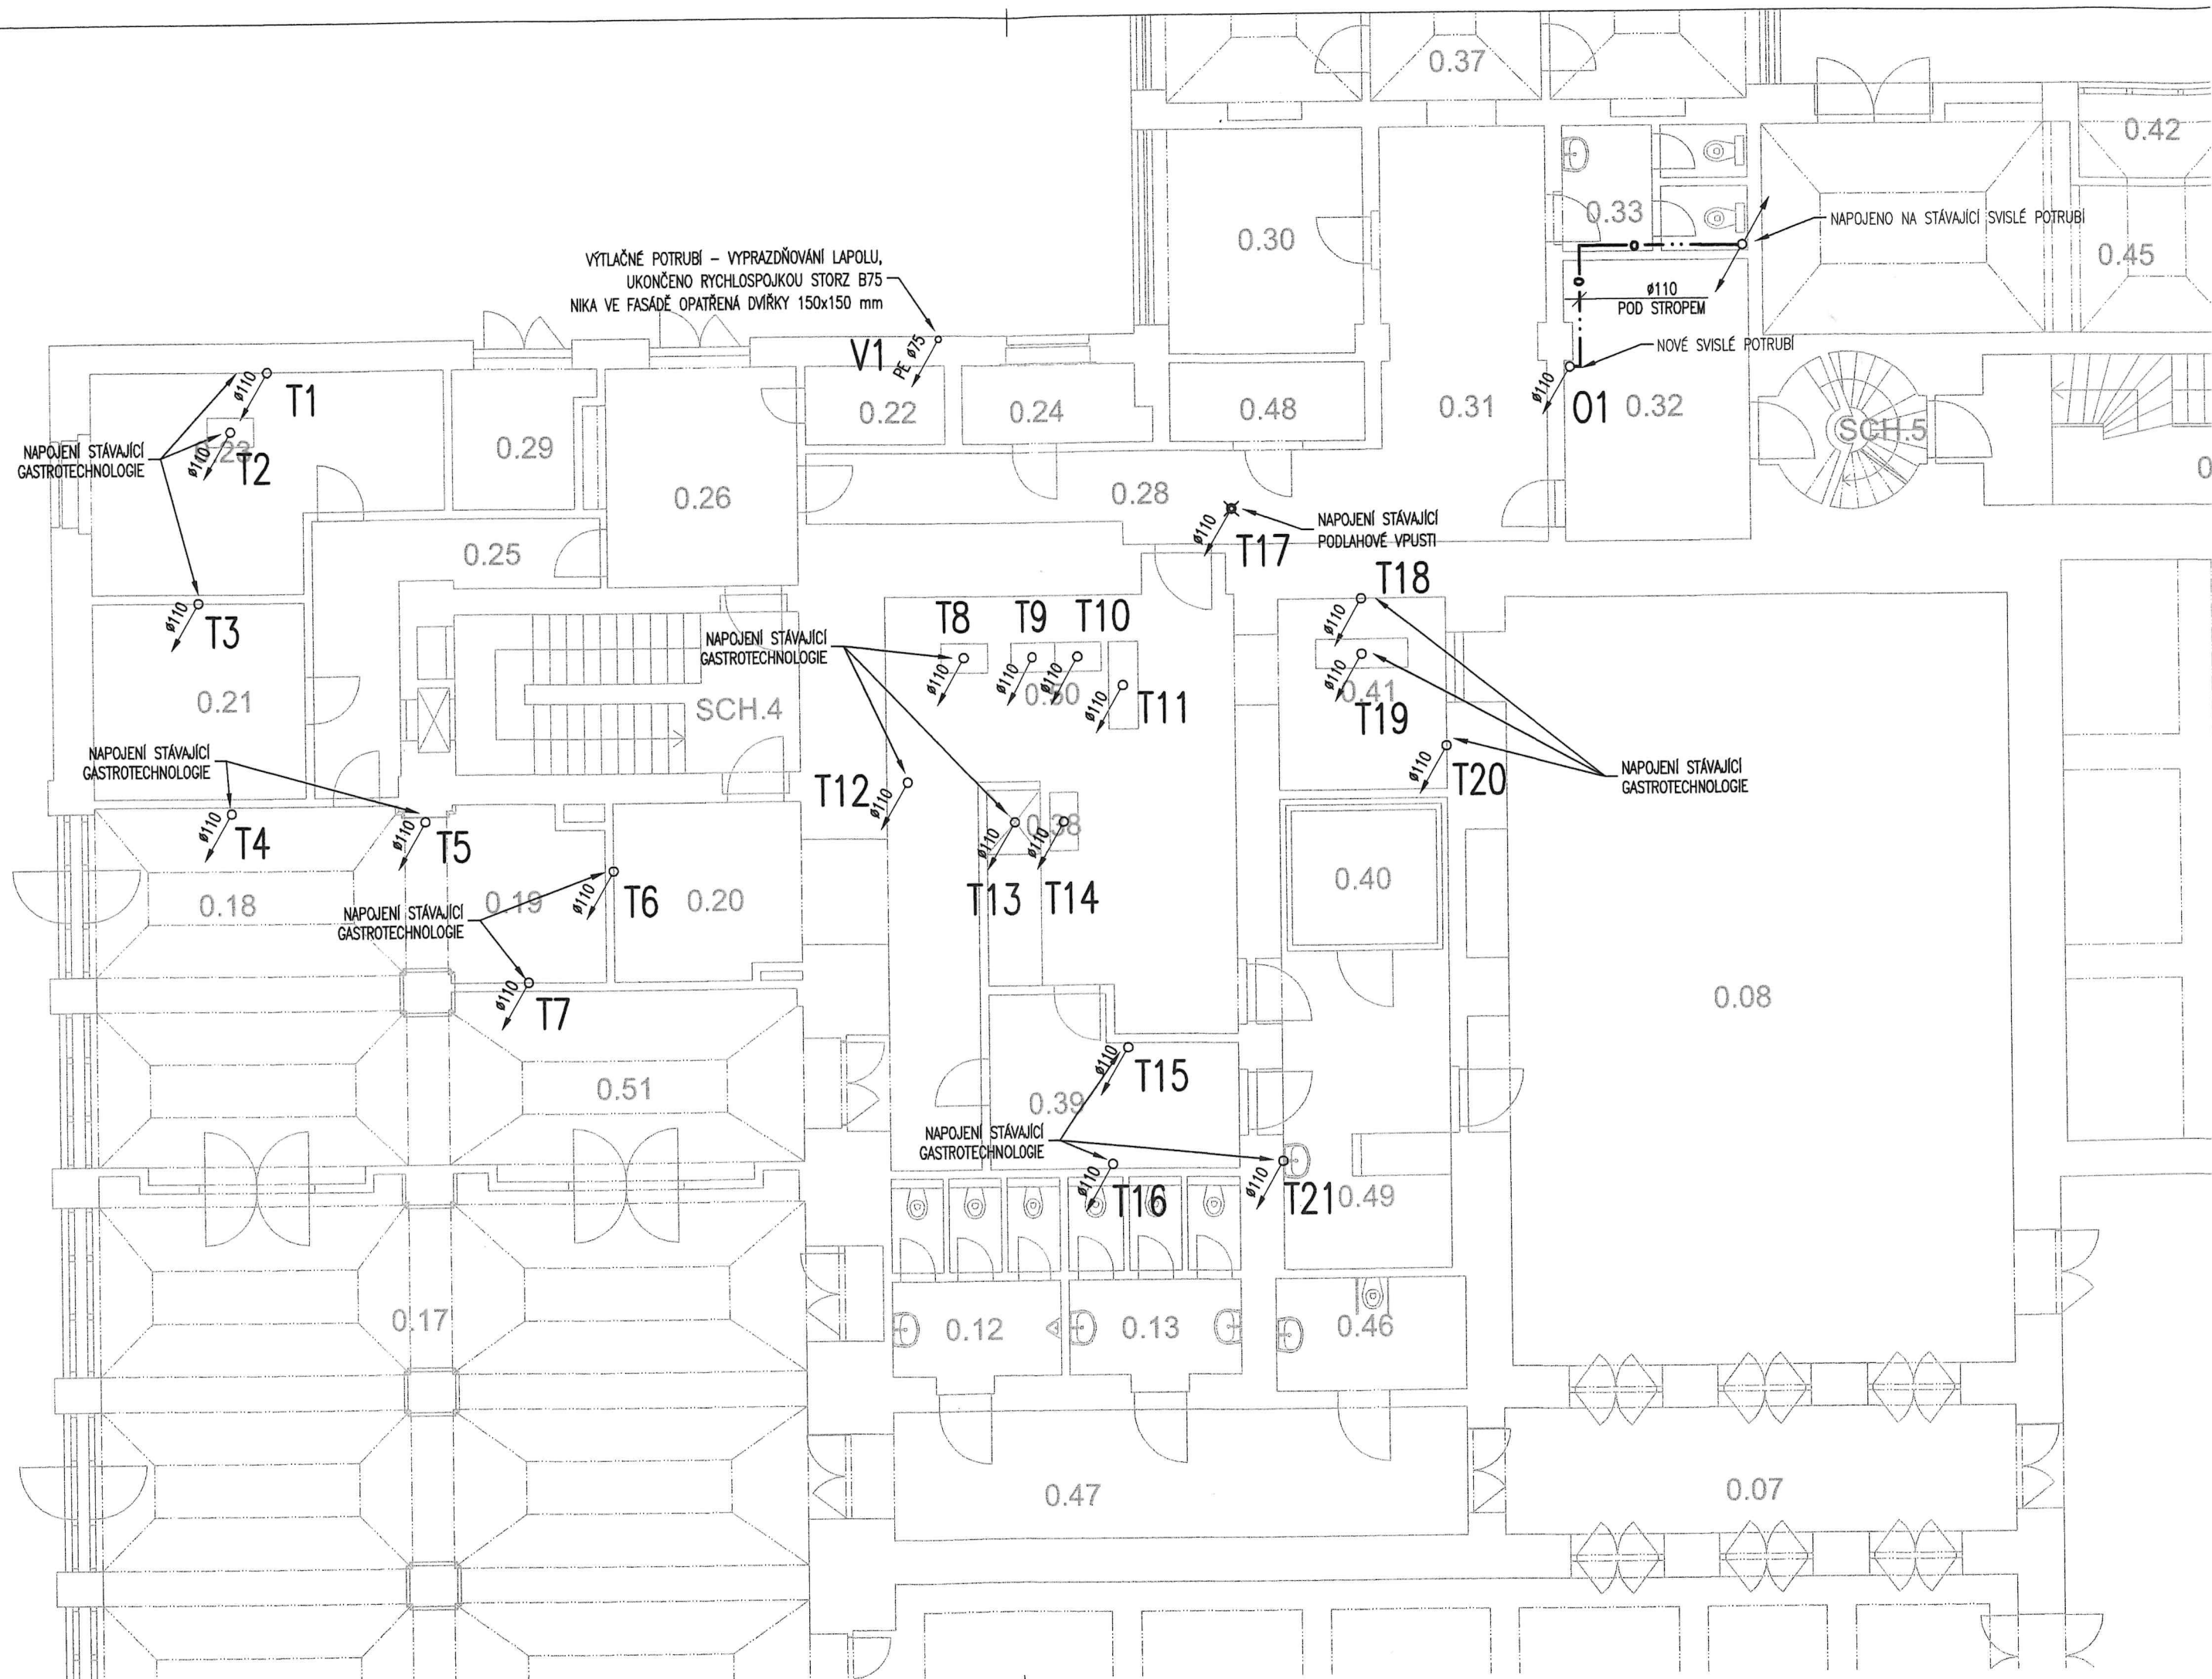 0.37
0.42
0.33
NAPOJENO NA STÁVAJÍCÍ SVISLÉ POTRUBÍ
0.30
0.45
VÝTLAČNÉ POTRUBÍ – VYPRAZDŇOVÁNÍ LAPOLU,
UKONČENO RYCHLOSPOJKOU STORZ B75
NIKA VE FASÁDĚ OPATŘENÁ DVÍŘKY 150x150 mm
ø110
POD STROPEM
V1
PE ø75
NOVÉ SVISLÉ POTRUBÍ
ø110
T1
0.22
0.24
0.48
0.31
ø110
O1
0.32
SCH.5
NAPOJENÍ STÁVAJÍCÍ
GASTROTECHNOLOGIE
ø110
0.23
T2
0.29
0.26
0.28
NAPOJENÍ STÁVAJÍCÍ
PODLAHOVÉ VPUSTI
ø110
T17
0.25
T18
ø110
T3
ø110
NAPOJENÍ STÁVAJÍCÍ
GASTROTECHNOLOGIE
T8
T9
T10
ø110
ø110
ø110
0.50
ø110
T11
ø110
0.41
T19
0.21
SCH.4
NAPOJENÍ STÁVAJÍCÍ
GASTROTECHNOLOGIE
ø110
T20
NAPOJENÍ STÁVAJÍCÍ
GASTROTECHNOLOGIE
T12
ø110
ø110
T4
ø110
T5
ø110
ø110
0.38
T13
T14
0.40
0.18
0.19
NAPOJENÍ STÁVAJÍCÍ
GASTROTECHNOLOGIE
ø110
T6
0.20
ø110
T7
0.08
0.51
ø110
T15
0.39
NAPOJENÍ STÁVAJÍCÍ
GASTROTECHNOLOGIE
ø110
T16
ø110
T21
0.49
0.17
0.12
0.13
0.46
0.47
0.07